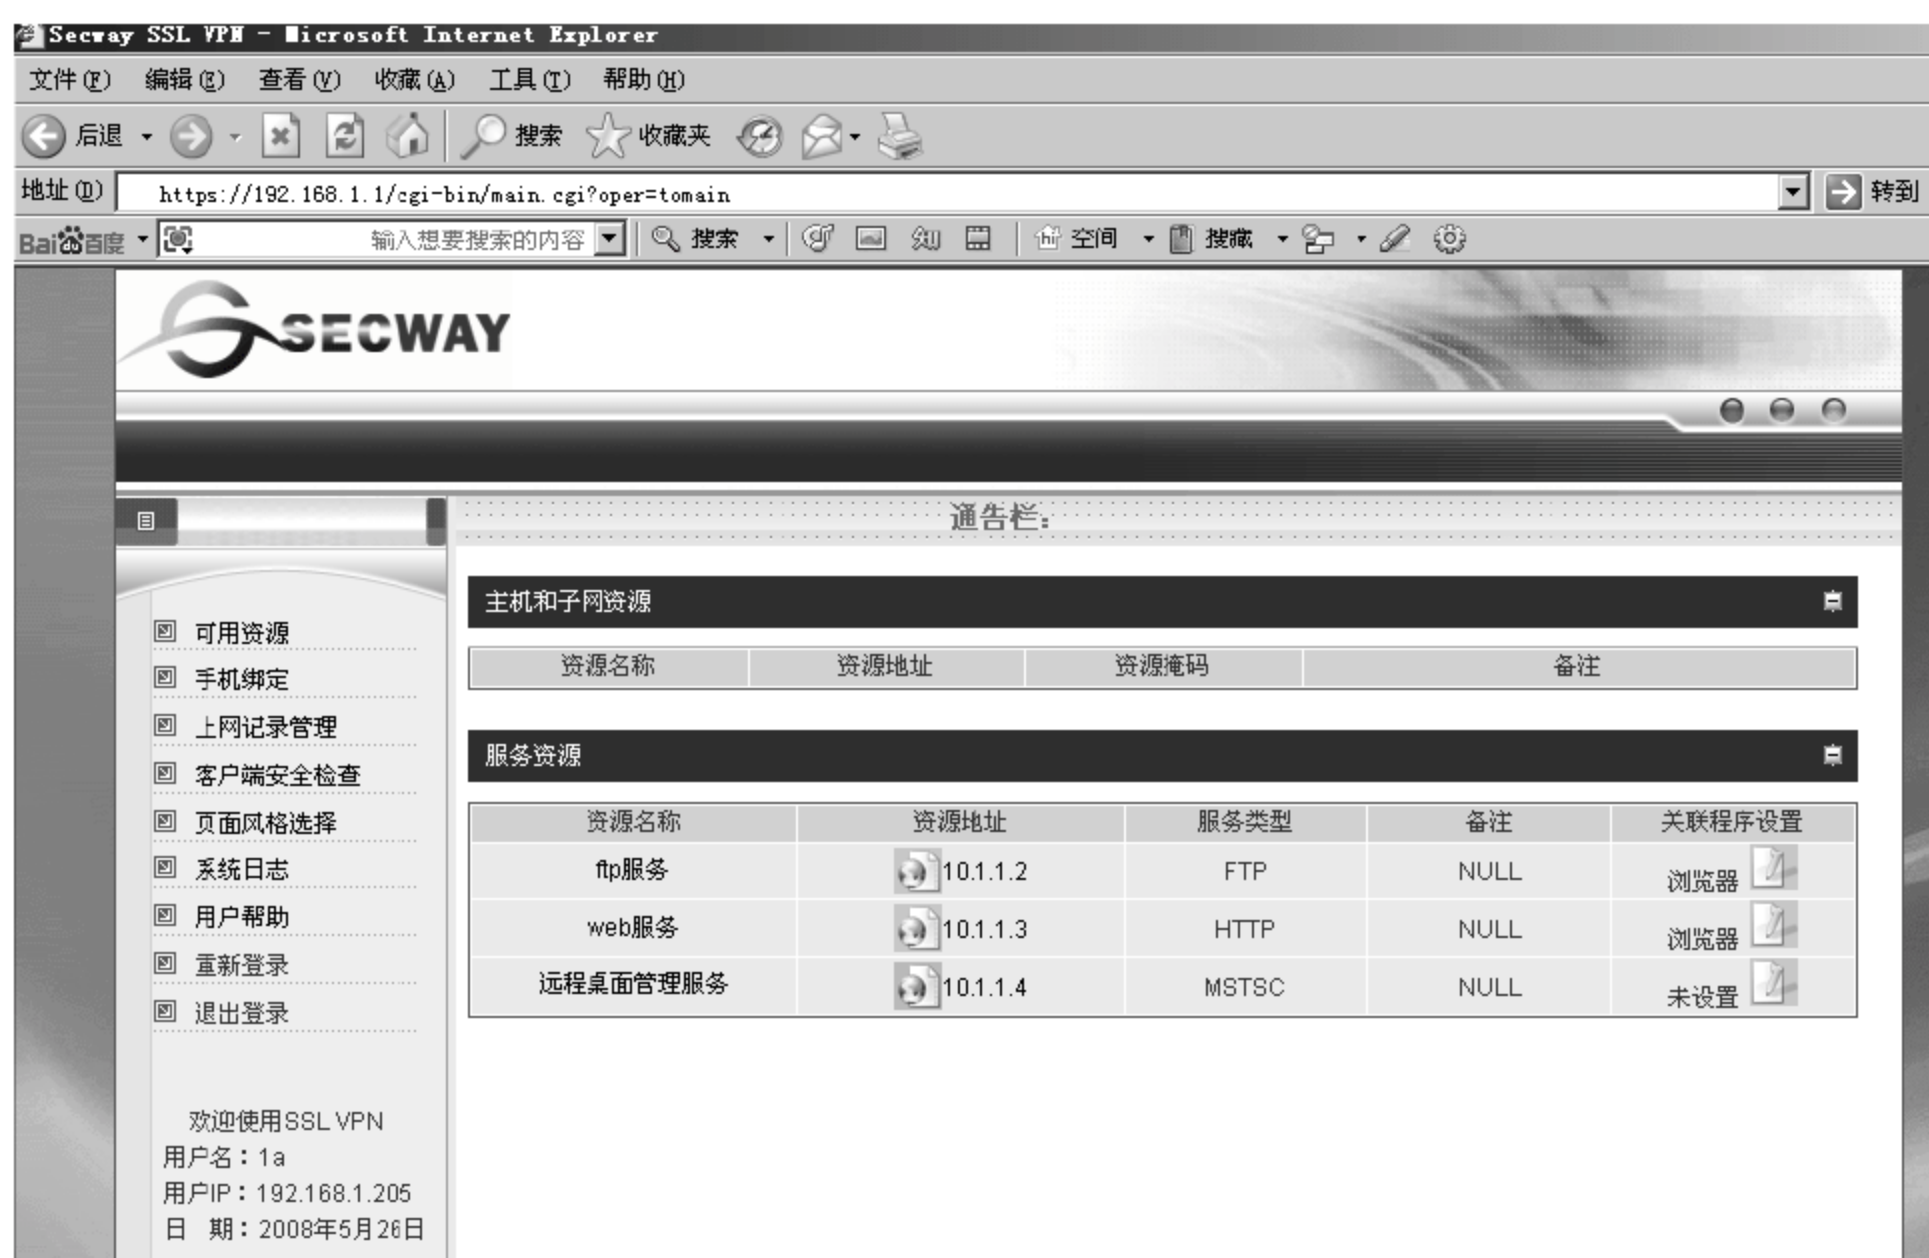 Secway SSL VPN - Microsoft Internet Explorer
文件(F) 编辑(E) 查看(V) 收藏(A) 工具(T) 帮助(H)
后退 搜索 收藏夹
地址(D) https://192.168.1.1/cgi-bin/main.cgi?oper=tomain 转到
Bai du 百度 输入想要搜索的内容 搜索 知 hi 空间 搜藏
SECWAY
通告栏:
主机和子网资源
资源名称 资源地址 资源掩码 备注
服务资源
资源名称 资源地址 服务类型 备注 关联程序设置
ftp服务 10.1.1.2 FTP NULL 浏览器
web服务 10.1.1.3 HTTP NULL 浏览器
远程桌面管理服务 10.1.1.4 MSTSC NULL 未设置
可用资源
手机绑定
上网记录管理
客户端安全检查
页面风格选择
系统日志
用户帮助
重新登录
退出登录
欢迎使用SSL VPN
用户名：1a
用户IP：192.168.1.205
日 期：2008年5月26日